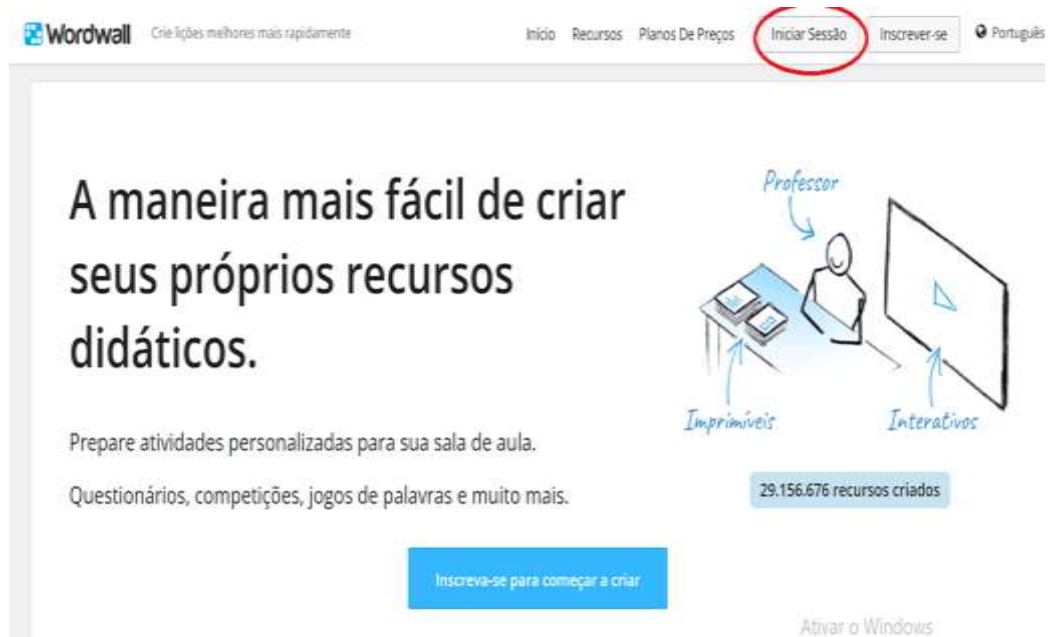 Wordwall Crie lições melhores mais rapidamente Início Recursos Planos De Preços Iniciar Sessão Inscrever-se Português
A maneira mais fácil de criar
seus próprios recursos
didáticos.
Professor
Imprimíveis
Interativos
Prepare atividades personalizadas para sua sala de aula.
Questionários, competições, jogos de palavras e muito mais.
29.156.676 recursos criados
Inscreva-se para começar a criar
Ativar o Windows